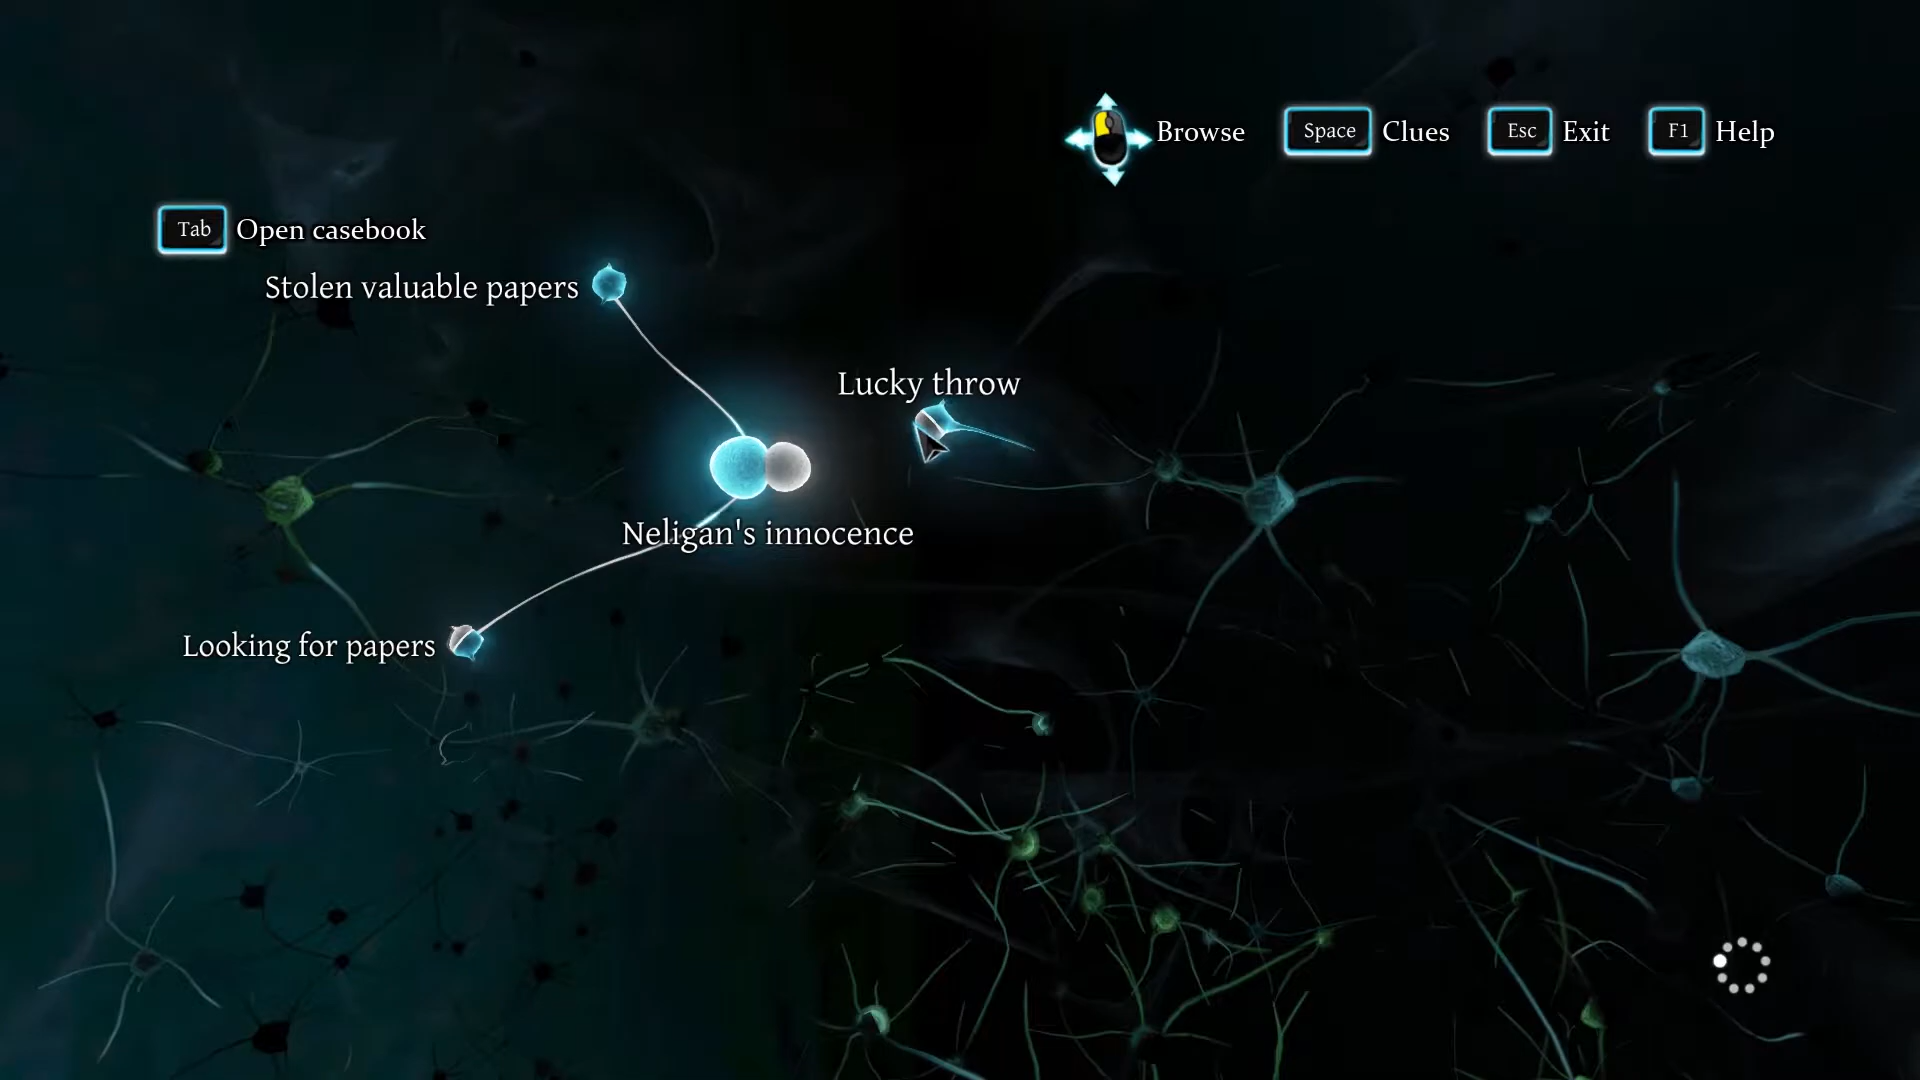 Browse
Space Clues
Esc Exit
F1 Help
Tab Open casebook
Stolen valuable papers
Lucky throw
Neligan's innocence
Looking for papers